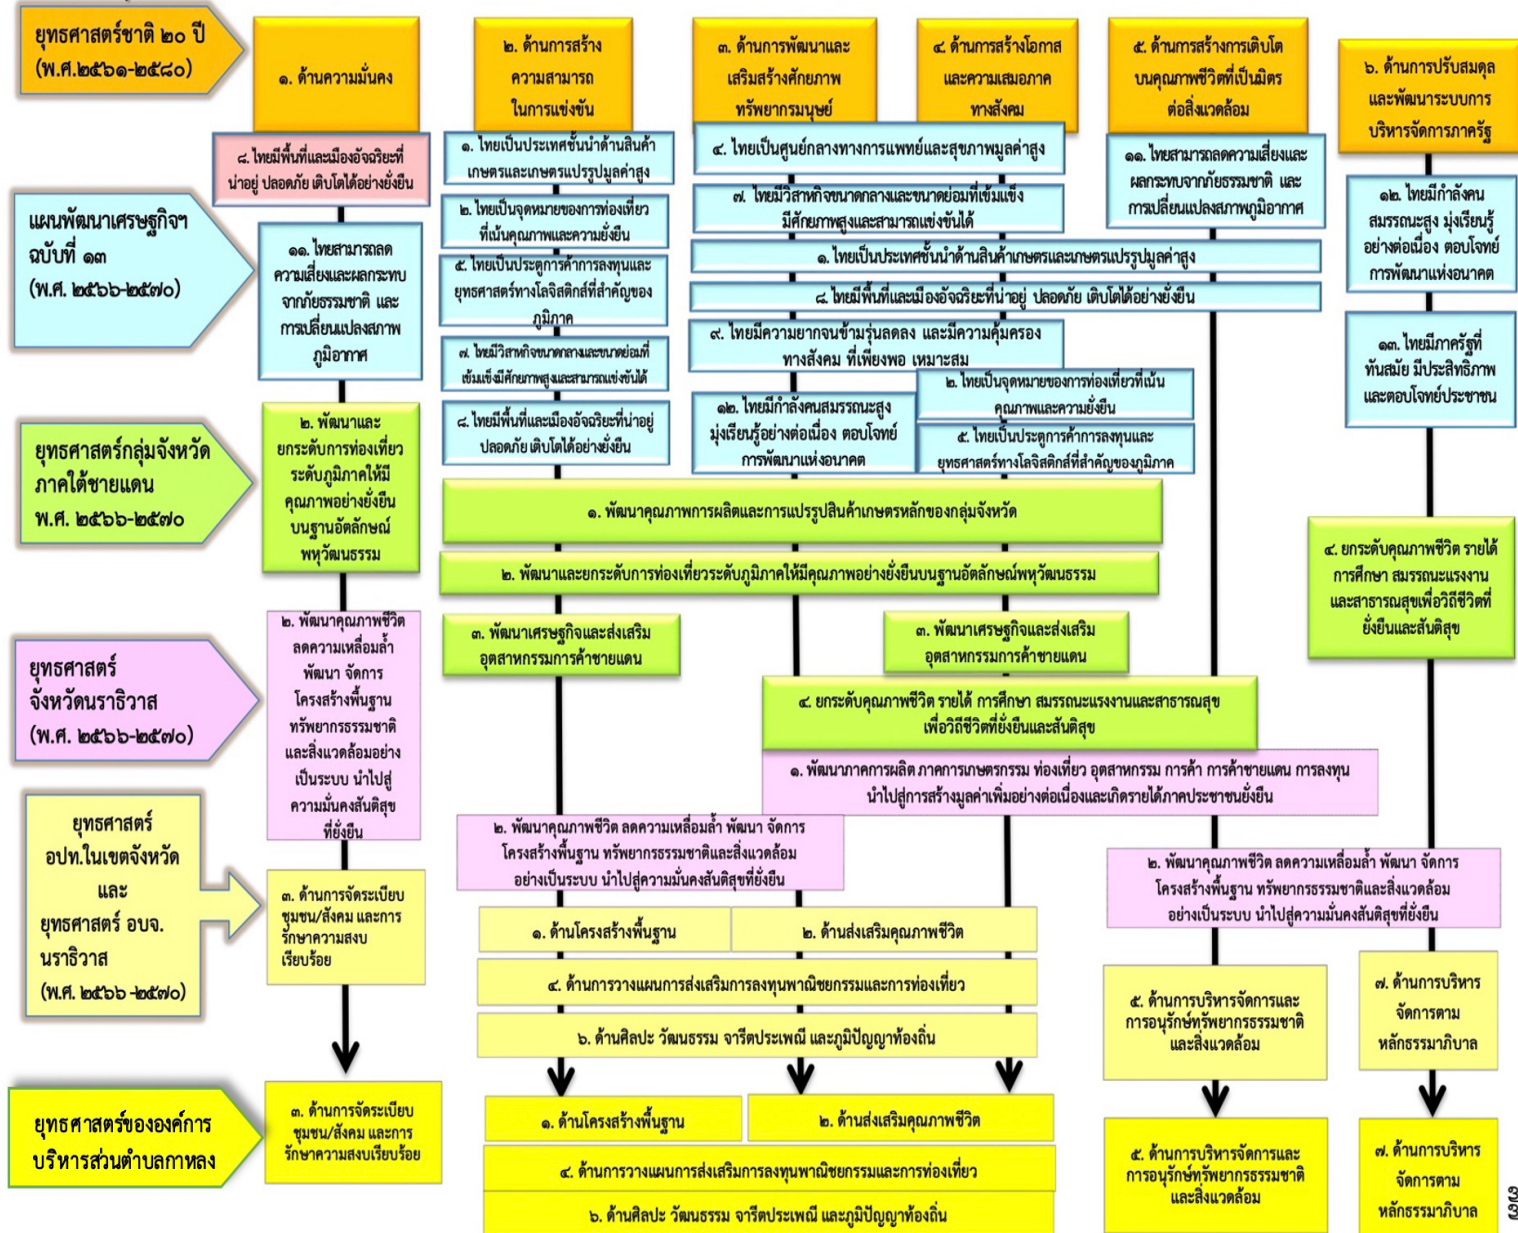 ยุทธศาสตร์ชาติ ๒๐ ปี
(พ.ศ.๒๕๖๑-๒๕๘๐)
๑. ด้านความมั่นคง
๒. ด้านการสร้าง
ความสามารถ
ในการแข่งขัน
๓. ด้านการพัฒนาและ
เสริมสร้างศักยภาพ
ทรัพยากรมนุษย์
๔. ด้านการสร้างโอกาส
และความเสมอภาค
ทางสังคม
๕. ด้านการสร้างการเติบโต
บนคุณภาพชีวิตที่เป็นมิตร
ต่อสิ่งแวดล้อม
๖. ด้านการปรับสมดุล
และพัฒนาระบบการ
บริหารจัดการภาครัฐ
แผนพัฒนาเศรษฐกิจฯ
ฉบับที่ ๑๓
(พ.ศ. ๒๕๖๖-๒๕๗๐)
๘. ไทยมีพื้นที่และเมืองอัจฉริยะที่
น่าอยู่ ปลอดภัย เติบโตได้อย่างยั่งยืน
๑๑. ไทยสามารถลด
ความเสี่ยงและผลกระทบ
จากภัยธรรมชาติ และ
การเปลี่ยนแปลงสภาพ
ภูมิอากาศ
๑. ไทยเป็นประเทศชั้นนำด้านสินค้า
เกษตรและเกษตรแปรรูปมูลค่าสูง
๒. ไทยเป็นจุดหมายของการท่องเที่ยว
ที่เน้นคุณภาพและความยั่งยืน
๕. ไทยเป็นประตูการค้าการลงทุนและ
ยุทธศาสตร์ทางโลจิสติกส์ที่สำคัญของ
ภูมิภาค
๗. ไทยมีวิสาหกิจขนาดกลางและขนาดย่อมที่
เข้มแข็งมีศักยภาพสูงและสามารถแข่งขันได้
๘. ไทยมีพื้นที่และเมืองอัจฉริยะที่น่าอยู่
ปลอดภัย เติบโตได้อย่างยั่งยืน
๔. ไทยเป็นศูนย์กลางทางการแพทย์และสุขภาพมูลค่าสูง
๗. ไทยมีวิสาหกิจขนาดกลางและขนาดย่อมที่เข้มแข็ง
มีศักยภาพสูงและสามารถแข่งขันได้
๑. ไทยเป็นประเทศชั้นนำด้านสินค้าเกษตรและเกษตรแปรรูปมูลค่าสูง
๘. ไทยมีพื้นที่และเมืองอัจฉริยะที่น่าอยู่ ปลอดภัย เติบโตได้อย่างยั่งยืน
๙. ไทยมีความยากจนข้ามรุ่นลดลง และมีความคุ้มครอง
ทางสังคม ที่เพียงพอ เหมาะสม
๑๒. ไทยมีกำลังคนสมรรถนะสูง
มุ่งเรียนรู้อย่างต่อเนื่อง ตอบโจทย์
การพัฒนาแห่งอนาคต
๒. ไทยเป็นจุดหมายของการท่องเที่ยวที่เน้น
คุณภาพและความยั่งยืน
๕. ไทยเป็นประตูการค้าการลงทุนและ
ยุทธศาสตร์ทางโลจิสติกส์ที่สำคัญของภูมิภาค
๑๑. ไทยสามารถลดความเสี่ยงและ
ผลกระทบจากภัยธรรมชาติ และ
การเปลี่ยนแปลงสภาพภูมิอากาศ
๑๒. ไทยมีกำลังคน
สมรรถนะสูง มุ่งเรียนรู้
อย่างต่อเนื่อง ตอบโจทย์
การพัฒนาแห่งอนาคต
๑๓. ไทยมีภาครัฐที่
ทันสมัย มีประสิทธิภาพ
และตอบโจทย์ประชาชน
ยุทธศาสตร์กลุ่มจังหวัด
ภาคใต้ชายแดน
พ.ศ. ๒๕๖๖-๒๕๗๐
๒. พัฒนาและ
ยกระดับการท่องเที่ยว
ระดับภูมิภาคให้มี
คุณภาพอย่างยั่งยืน
บนฐานอัตลักษณ์
พหุวัฒนธรรม
๑. พัฒนาคุณภาพการผลิตและการแปรรูปสินค้าเกษตรหลักของกลุ่มจังหวัด
๒. พัฒนาและยกระดับการท่องเที่ยวระดับภูมิภาคให้มีคุณภาพอย่างยั่งยืนบนฐานอัตลักษณ์พหุวัฒนธรรม
๓. พัฒนาเศรษฐกิจและส่งเสริม
อุตสาหกรรมการค้าชายแดน
๓. พัฒนาเศรษฐกิจและส่งเสริม
อุตสาหกรรมการค้าชายแดน
๔. ยกระดับคุณภาพชีวิต รายได้ การศึกษา สมรรถนะแรงงานและสาธารณสุข
เพื่อวิถีชีวิตที่ยั่งยืนและสันติสุข
๔. ยกระดับคุณภาพชีวิต รายได้
การศึกษา สมรรถนะแรงงาน
และสาธารณสุขเพื่อวิถีชีวิตที่
ยั่งยืนและสันติสุข
ยุทธศาสตร์
จังหวัดนราธิวาส
(พ.ศ. ๒๕๖๖-๒๕๗๐)
๒. พัฒนาคุณภาพชีวิต
ลดความเหลื่อมล้ำ
พัฒนา จัดการ
โครงสร้างพื้นฐาน
ทรัพยากรธรรมชาติ
และสิ่งแวดล้อมอย่าง
เป็นระบบ นำไปสู่
ความมั่นคงสันติสุข
ที่ยั่งยืน
๑. พัฒนาภาคการผลิต ภาคการเกษตรกรรม ท่องเที่ยว อุตสาหกรรม การค้า การค้าชายแดน การลงทุน
นำไปสู่การสร้างมูลค่าเพิ่มอย่างต่อเนื่องและเกิดรายได้ภาคประชาชนยั่งยืน
๒. พัฒนาคุณภาพชีวิต ลดความเหลื่อมล้ำ พัฒนา จัดการ
โครงสร้างพื้นฐาน ทรัพยากรธรรมชาติและสิ่งแวดล้อม
อย่างเป็นระบบ นำไปสู่ความมั่นคงสันติสุขที่ยั่งยืน
๒. พัฒนาคุณภาพชีวิต ลดความเหลื่อมล้ำ พัฒนา จัดการ
โครงสร้างพื้นฐาน ทรัพยากรธรรมชาติและสิ่งแวดล้อม
อย่างเป็นระบบ นำไปสู่ความมั่นคงสันติสุขที่ยั่งยืน
ยุทธศาสตร์
อปท.ในเขตจังหวัด
และ
ยุทธศาสตร์ อบจ.
นราธิวาส
(พ.ศ. ๒๕๖๖ -๒๕๗๐)
๓. ด้านการจัดระเบียบ
ชุมชน/สังคม และการ
รักษาความสงบ
เรียบร้อย
๑. ด้านโครงสร้างพื้นฐาน
๒. ด้านส่งเสริมคุณภาพชีวิต
๔. ด้านการวางแผนการส่งเสริมการลงทุนพาณิชยกรรมและการท่องเที่ยว
๖. ด้านศิลปะ วัฒนธรรม จารีตประเพณี และภูมิปัญญาท้องถิ่น
๕. ด้านการบริหารจัดการและ
การอนุรักษ์ทรัพยากรธรรมชาติ
และสิ่งแวดล้อม
๗. ด้านการบริหาร
จัดการตาม
หลักธรรมาภิบาล
ยุทธศาสตร์ขององค์การ
บริหารส่วนตำบลกาหลง
๓. ด้านการจัดระเบียบ
ชุมชน/สังคม และการ
รักษาความสงบเรียบร้อย
๑. ด้านโครงสร้างพื้นฐาน
๒. ด้านส่งเสริมคุณภาพชีวิต
๔. ด้านการวางแผนการส่งเสริมการลงทุนพาณิชยกรรมและการท่องเที่ยว
๖. ด้านศิลปะ วัฒนธรรม จารีตประเพณี และภูมิปัญญาท้องถิ่น
๕. ด้านการบริหารจัดการและ
การอนุรักษ์ทรัพยากรธรรมชาติ
และสิ่งแวดล้อม
๗. ด้านการบริหาร
จัดการตาม
หลักธรรมาภิบาล